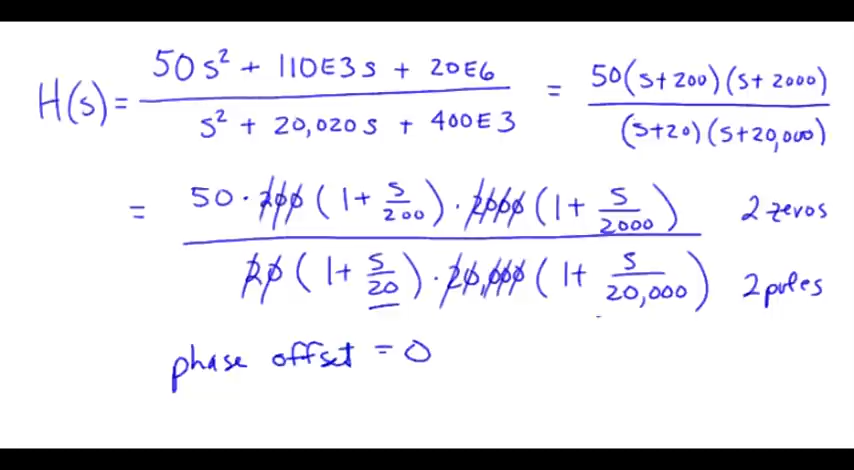 H(s) = (50s² + 110E3s + 20E6) / (s² + 20,020s + 400E3) = 50(s+200)(s+2000) / (s+20)(s+20,000)
= 50·200(1+s/200)·2000(1+s/2000) / 20(1+s/20)·20,000(1+s/20,000) 2 zeros 2 poles
phase offset = 0